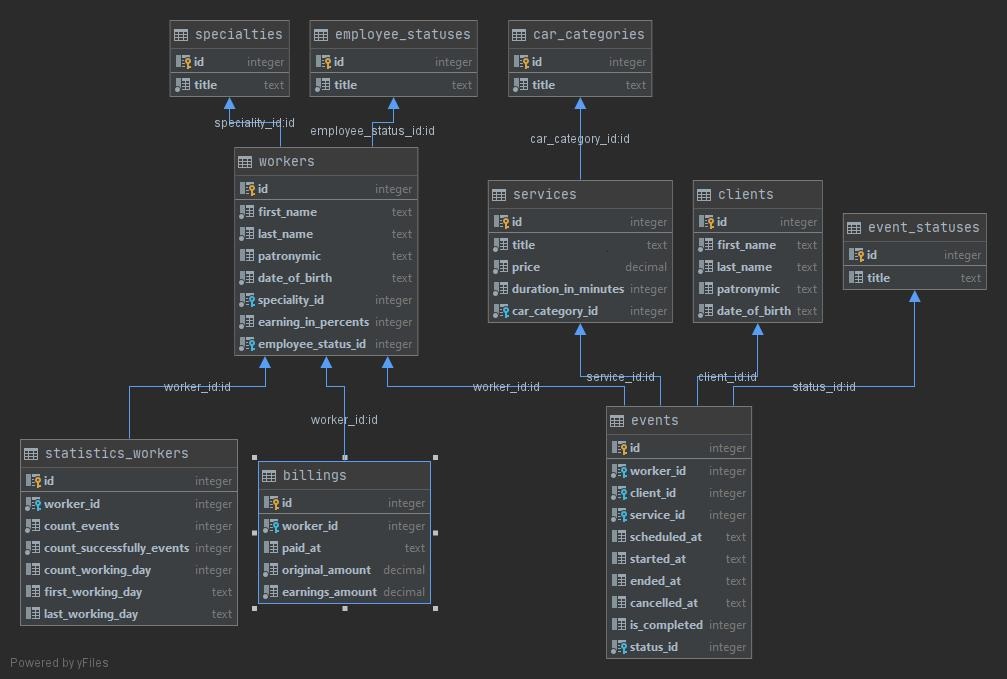 specialties
id integer
title text
employee_statuses
id integer
title text
car_categories
id integer
title text
speciality_id:id
employee_status_id:id
car_category_id:id
workers
id integer
first_name text
last_name text
patronymic text
date_of_birth text
speciality_id integer
earning_in_percents integer
employee_status_id integer
services
id integer
title text
price decimal
duration_in_minutes integer
car_category_id integer
clients
id integer
first_name text
last_name text
patronymic text
date_of_birth text
event_statuses
id integer
title text
worker_id:id
worker_id:id
worker_id:id
service_id:id
client_id:id
status_id:id
statistics_workers
id integer
worker_id integer
count_events integer
count_successfully_events integer
count_working_day integer
first_working_day text
last_working_day text
billings
id integer
worker_id integer
paid_at text
original_amount decimal
earnings_amount decimal
events
id integer
worker_id integer
client_id integer
service_id integer
scheduled_at text
started_at text
ended_at text
cancelled_at text
is_completed integer
status_id integer
Powered by yFiles